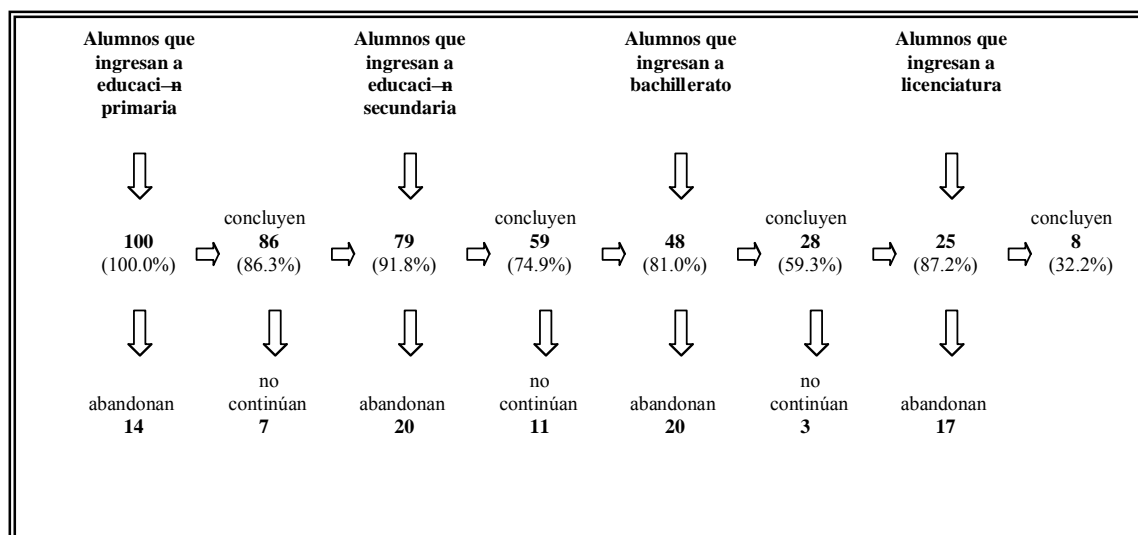 Alumnos que
ingresan a
educaci—n
primaria
Alumnos que
ingresan a
educaci—n
secundaria
Alumnos que
ingresan a
bachillerato
Alumnos que
ingresan a
licenciatura
100
(100.0%)
concluyen
86
(86.3%)
79
(91.8%)
concluyen
59
(74.9%)
48
(81.0%)
concluyen
28
(59.3%)
25
(87.2%)
concluyen
8
(32.2%)
abandonan
14
no
continúan
7
abandonan
20
no
continúan
11
abandonan
20
no
continúan
3
abandonan
17